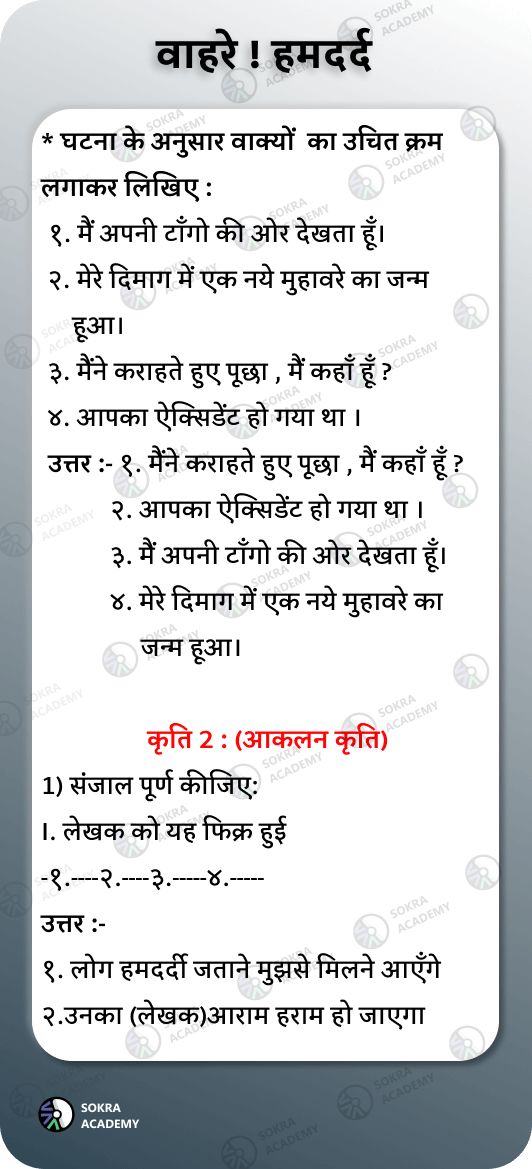 वाहरे ! हमदर्द
* घटना के अनुसार वाक्यों का उचित क्रम
लगाकर लिखिए :
१. मैं अपनी टाँगो की ओर देखता हूँ।
२. मेरे दिमाग में एक नये मुहावरे का जन्म
हूआ।
३. मैंने कराहते हुए पूछा , मैं कहाँ हूँ ?
४. आपका ऐक्सिडेंट हो गया था ।
उत्तर :- १. मैंने कराहते हुए पूछा , मैं कहाँ हूँ ?
२. आपका ऐक्सिडेंट हो गया था ।
३. मैं अपनी टाँगो की ओर देखता हूँ।
४. मेरे दिमाग में एक नये मुहावरे का
जन्म हूआ।
कृति 2 : (आकलन कृति)
1) संजाल पूर्ण कीजिए:
I. लेखक को यह फिक्र हुई
-१.----२.----३.-----४.-----
उत्तर :-
१. लोग हमदर्दी जताने मुझसे मिलने आएँगे
२.उनका (लेखक)आराम हराम हो जाएगा
SOKRA
ACADEMY